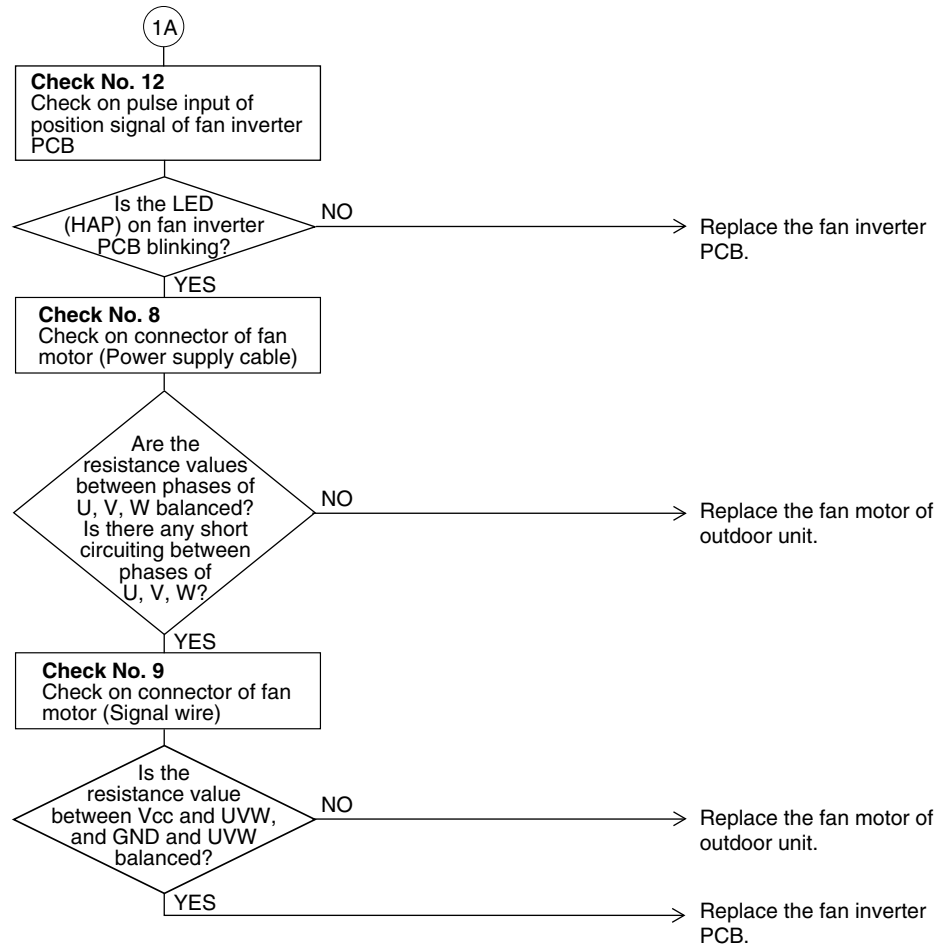 1A
Check No. 12
Check on pulse input of
position signal of fan inverter
PCB
Is the LED
(HAP) on fan inverter
PCB blinking?
NO
Replace the fan inverter
PCB.
YES
Check No. 8
Check on connector of fan
motor (Power supply cable)
Are the
resistance values
between phases of
U, V, W balanced?
Is there any short
circuiting between
phases of
U, V, W?
NO
Replace the fan motor of
outdoor unit.
YES
Check No. 9
Check on connector of fan
motor (Signal wire)
Is the
resistance value
between Vcc and UVW,
and GND and UVW
balanced?
NO
Replace the fan motor of
outdoor unit.
YES
Replace the fan inverter
PCB.